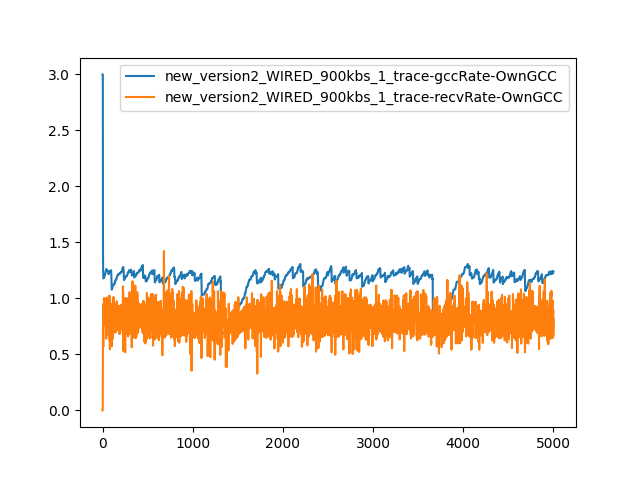 new_version2_WIRED_900kbs_1_trace-gccRate-OwnGCC
new_version2_WIRED_900kbs_1_trace-recvRate-OwnGCC
3.0
2.5
2.0
1.5
1.0
0.5
0.0
0 1000 2000 3000 4000 5000